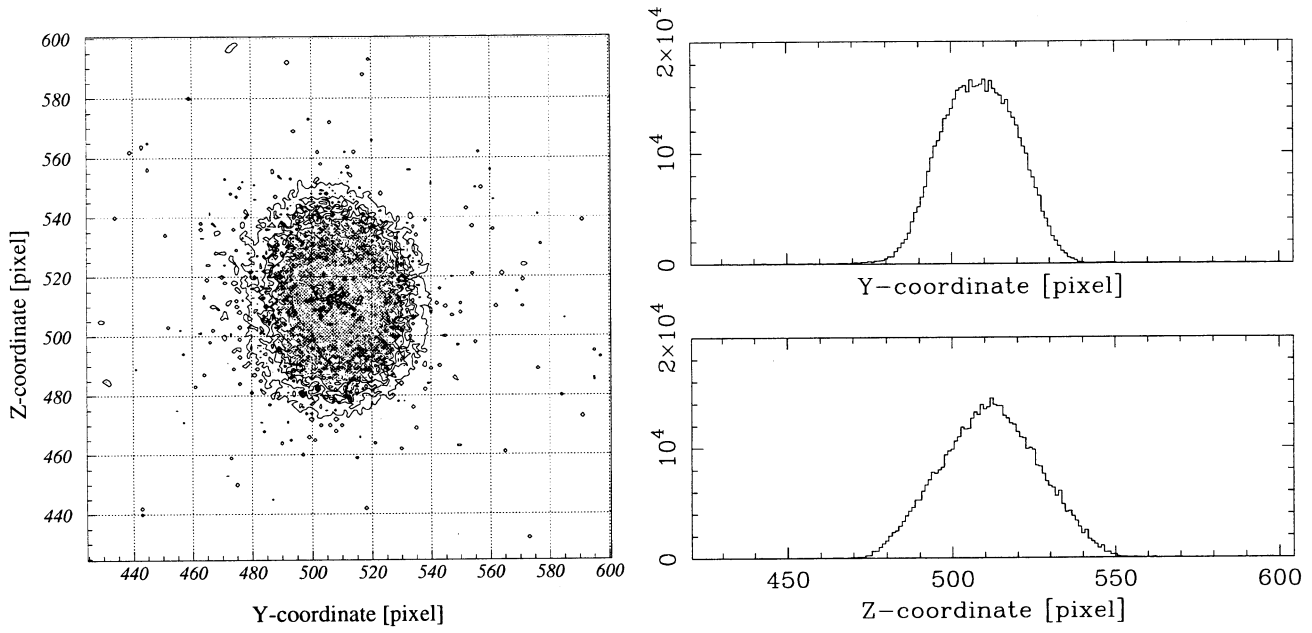 600
580
560
540
520
500
480
460
440
Z-coordinate [pixel]
440 460 480 500 520 540 560 580 600
Y-coordinate [pixel]
2×10⁴
10⁴
0
Y−coordinate [pixel]
2×10⁴
10⁴
0
450 500 550 600
Z−coordinate [pixel]